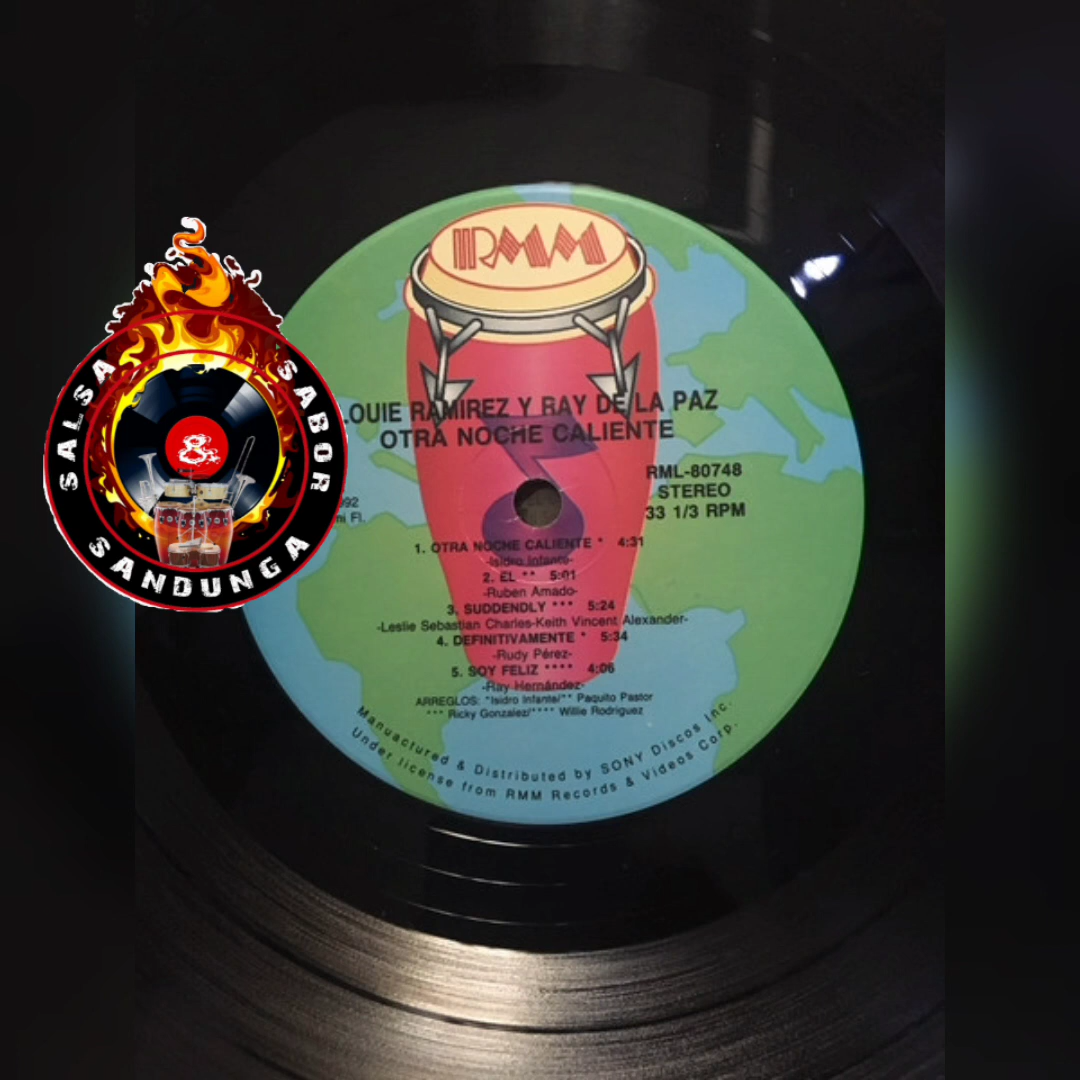 RMM
LOUIE RAMIREZ Y RAY DE LA PAZ
OTRA NOCHE CALIENTE
RML-80748
STEREO
33 1/3 RPM
1. OTRA NOCHE CALIENTE * 4:31
-Isidro Infante-
2. EL ** 5:01
-Ruben Amado-
3. SUDDENLY *** 5:24
-Leslie Sebastian Charles-Keith Vincent Alexander-
4. DEFINITIVAMENTE * 5:34
-Rudy Pérez-
5. SOY FELIZ **** 4:06
-Ray Hernández-
ARREGLOS: *Isidro Infante/** Paquito Pastor
*** Ricky Gonzalez/**** Willie Rodriguez
Manuactured & Distributed by SONY Discos Inc.
Under license from RMM Records & Videos Corp.
SALSA
SABOR
&
SANDUNGA